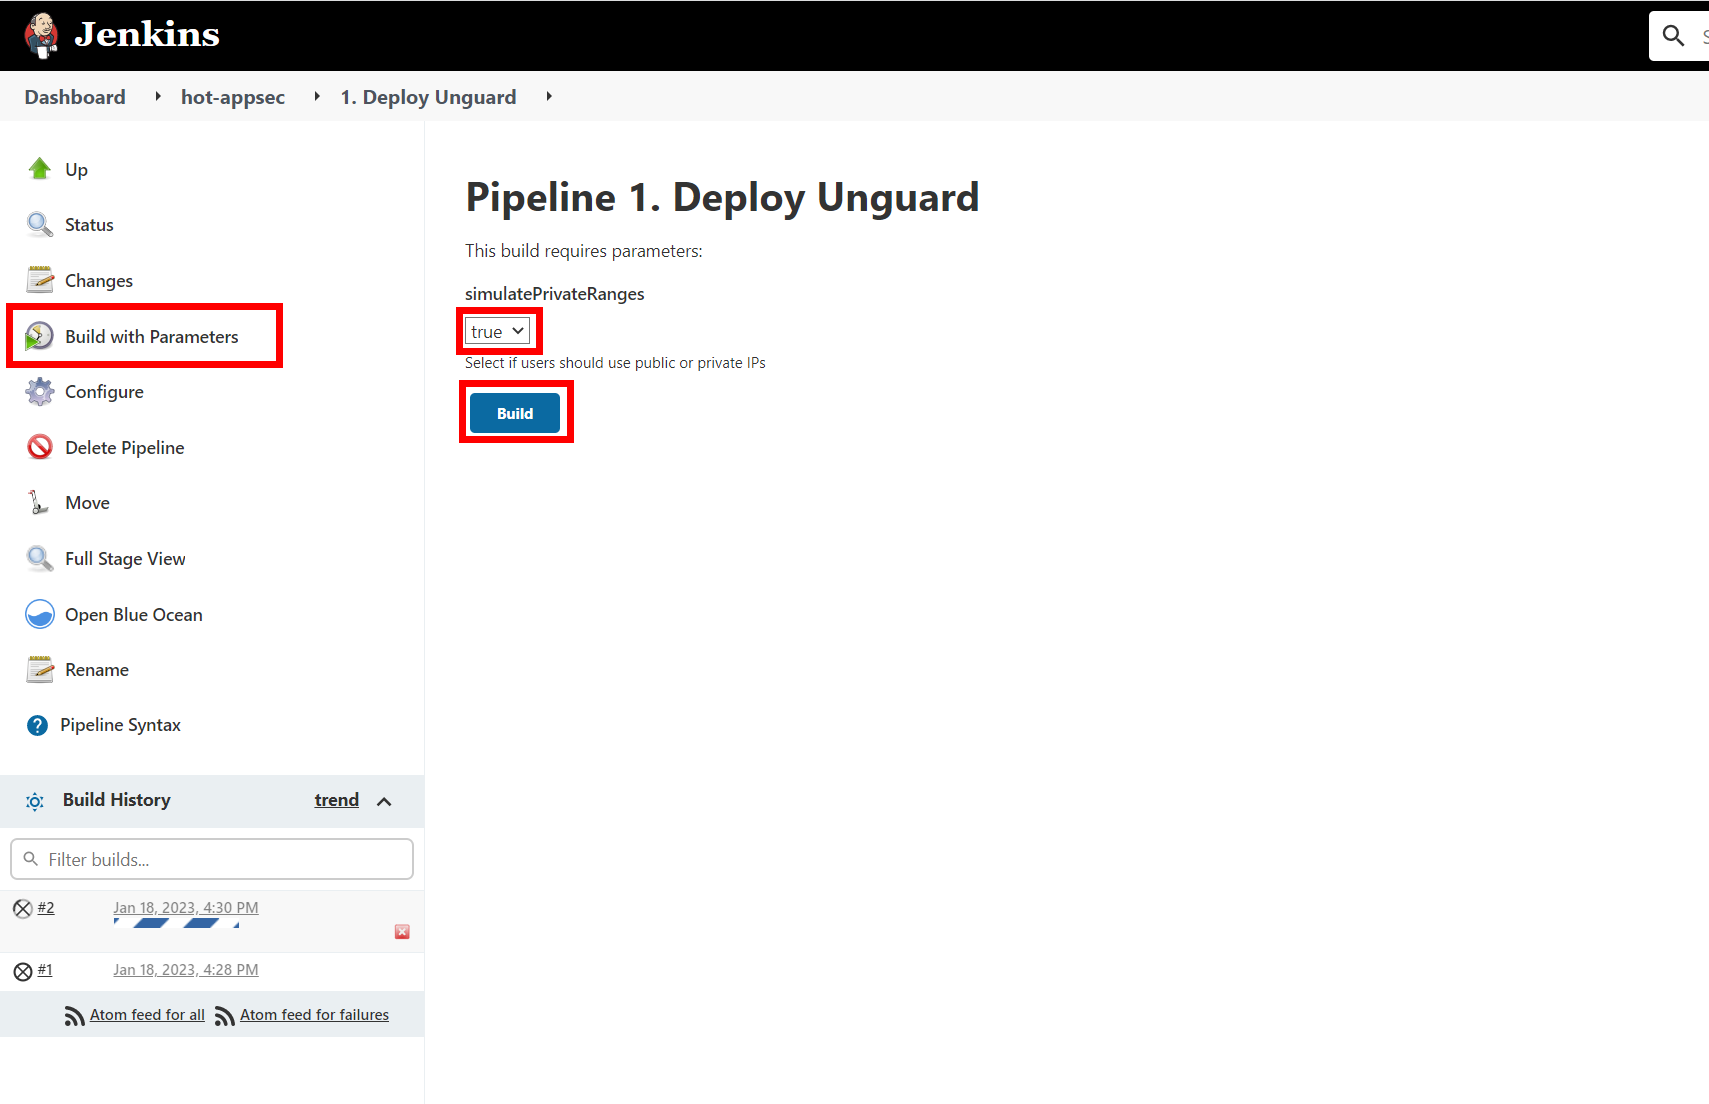 Jenkins
Dashboard
hot-appsec
1. Deploy Unguard
Up
Status
Changes
Build with Parameters
Configure
Delete Pipeline
Move
Full Stage View
Open Blue Ocean
Rename
Pipeline Syntax
Build History
trend
Filter builds...
#2
Jan 18, 2023, 4:30 PM
#1
Jan 18, 2023, 4:28 PM
Atom feed for all
Atom feed for failures
Pipeline 1. Deploy Unguard
This build requires parameters:
simulatePrivateRanges
true
Select if users should use public or private IPs
Build